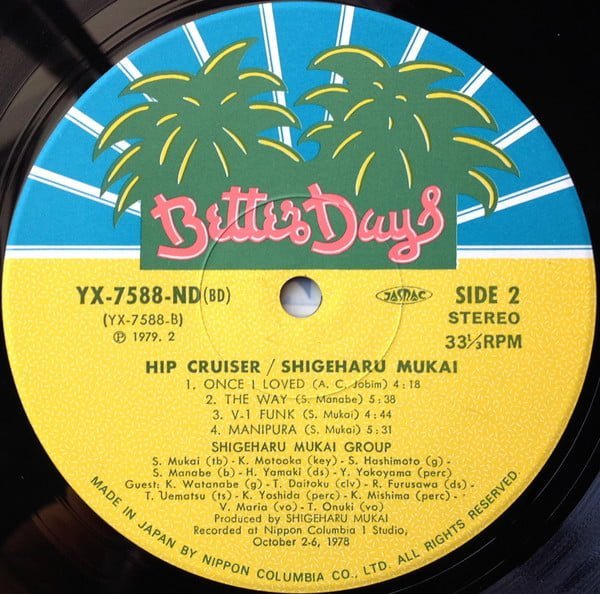 Better Days
YX-7588-ND(BD)
(YX-7588-B)
Ⓟ 1979. 2
JASRAC
SIDE 2
STEREO
33⅓RPM
HIP CRUISER / SHIGEHARU MUKAI
1. ONCE I LOVED (A. C. Jobim) 4:18
2. THE WAY (S. Manabe) 5:38
3. V-1 FUNK (S. Mukai) 4:44
4. MANIPURA (S. Mukai) 5:31
SHIGEHARU MUKAI GROUP
S. Mukai (tb) - K. Motooka (key) - S. Hashimoto (g) -
S. Manabe (b) - H. Yamaki (ds) - Y. Yokoyama (perc)
Guest: K. Watanabe (g) - T. Daitoku (clv) - R. Furusawa (ds) -
T. Uematsu (ts) - K. Yoshida (perc) - K. Mishima (perc) -
V. Maria (vo) - T. Onuki (vo)
Produced by SHIGEHARU MUKAI
Recorded at Nippon Columbia 1 Studio,
October 2-6, 1978
MADE IN JAPAN BY NIPPON COLUMBIA CO., LTD. ALL RIGHTS RESERVED.